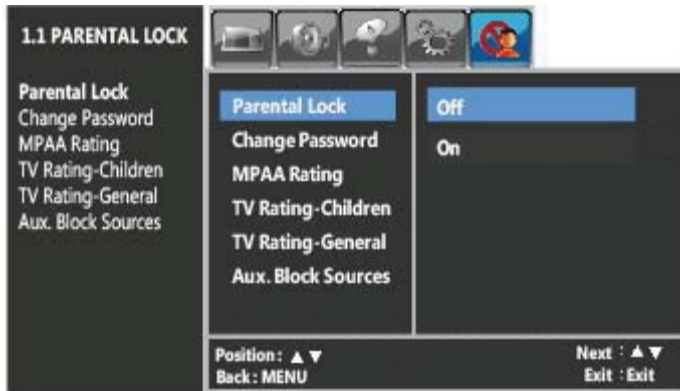 1.1 PARENTAL LOCK
Parental Lock
Change Password
MPAA Rating
TV Rating-Children
TV Rating-General
Aux. Block Sources
Parental Lock
Change Password
MPAA Rating
TV Rating-Children
TV Rating-General
Aux. Block Sources
Off
On
Position: ▲ ▼
Back: MENU
Next : ▲ ▼
Exit : Exit